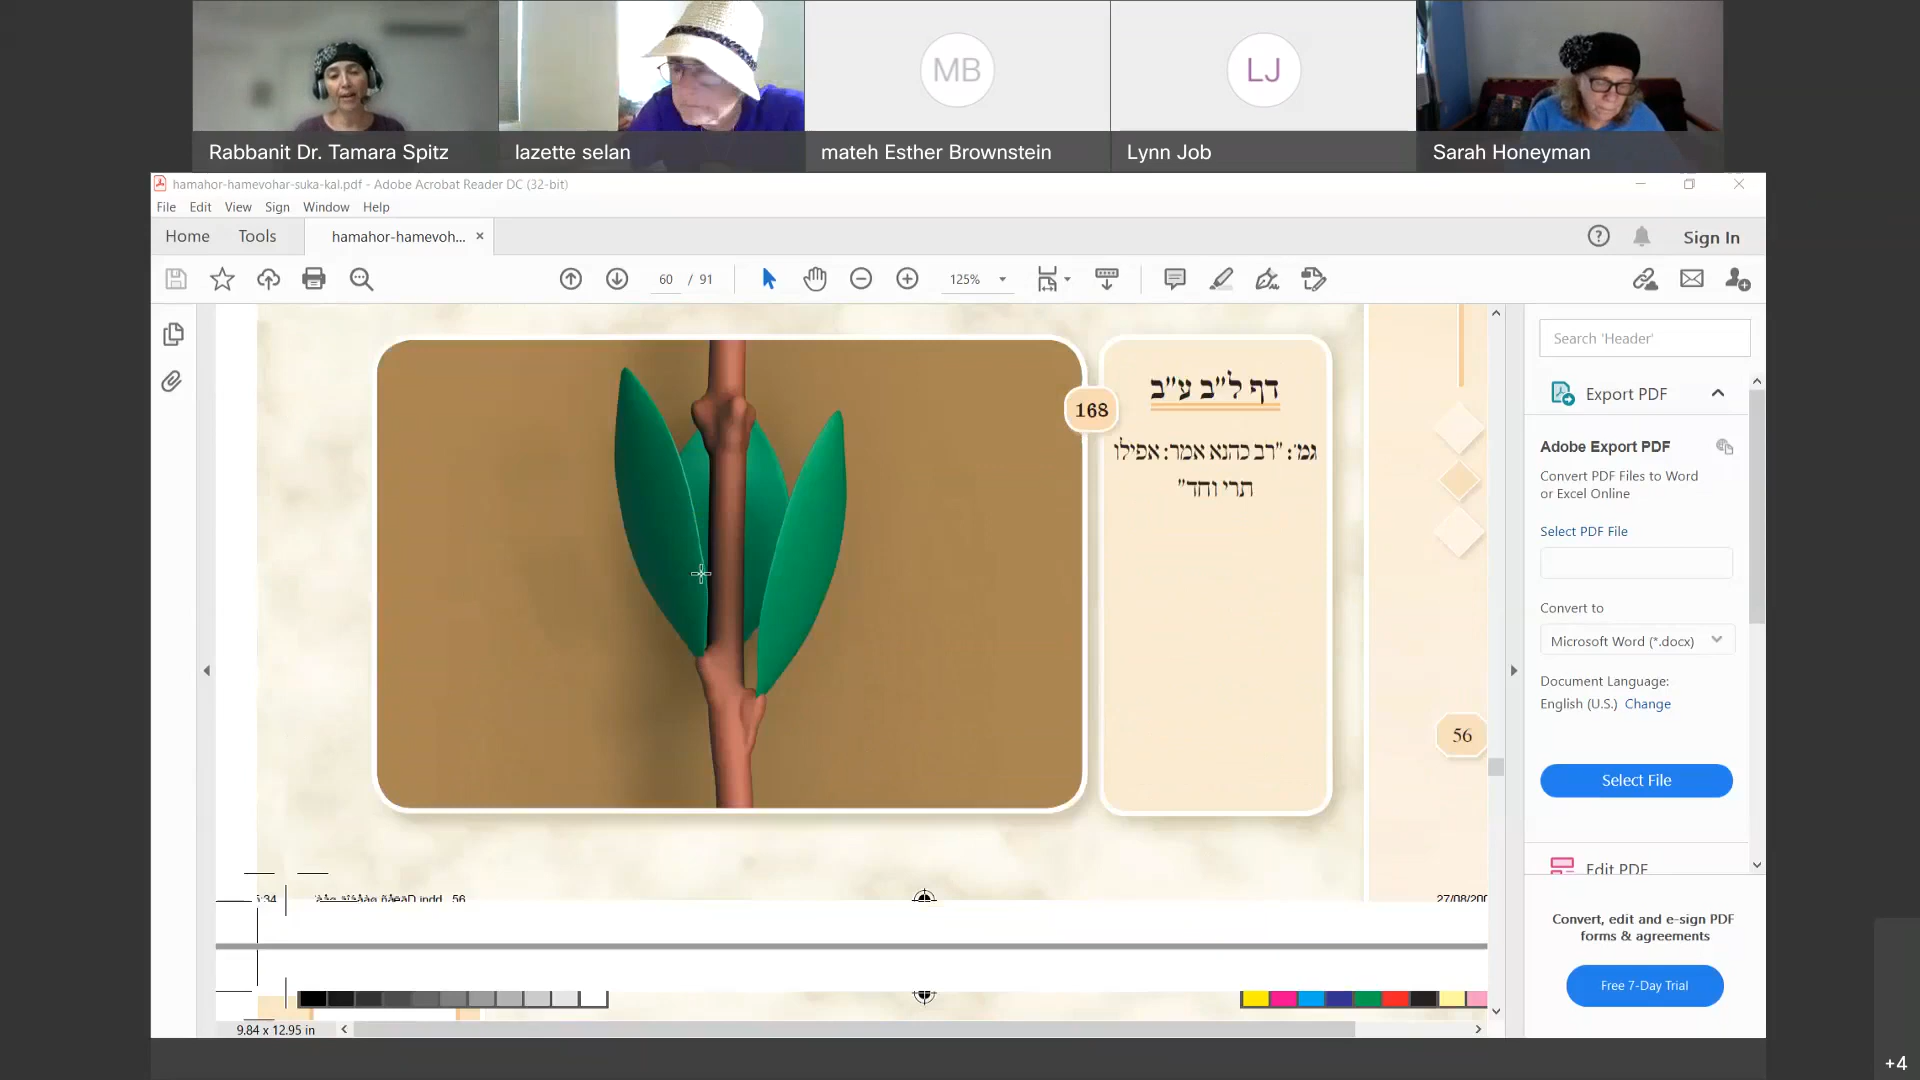 MB
LJ
Rabbanit Dr. Tamara Spitz
lazette selan
mateh Esther Brownstein
Lynn Job
Sarah Honeyman
hamahor-hamevohar-suka-kal.pdf - Adobe Acrobat Reader DC (32-bit)
File Edit View Sign Window Help
Home Tools hamahor-hamevoh... × Sign In
60 / 91 125%
דף ל״ב ע״ב
168
גמ׳: ״רב כהנא אמר: אפילו
תרי וחד״
56
Search 'Header'
Export PDF
Adobe Export PDF
Convert PDF Files to Word
or Excel Online
Select PDF File
Convert to
Microsoft Word (*.docx)
Document Language:
English (U.S.) Change
Select File
Edit PDF
Convert, edit and e-sign PDF
forms & agreements
Free 7-Day Trial
9.84 x 12.95 in
+4